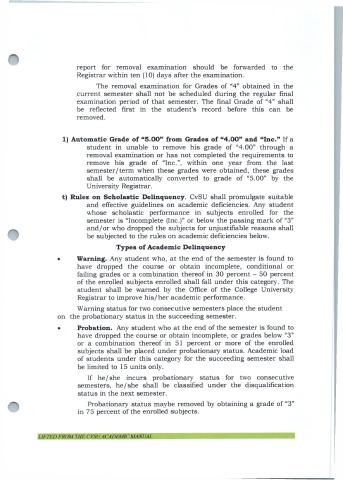 report for removal examination should be forwarded to the
Registrar within ten (10) days after the examination.
The removal examination for Grades of "4" obtained in the
current semester shall not be scheduled during the regular final
examination period of that semester. The final Grade of "4" shall
be reflected first in the student's record before this can be
removed.
1) Automatic Grade of "5.00" from Grades of "4.00" and "Inc." If a
student in unable to remove his grade of "4.00" through a
removal examination or has not completed the requirements to
remove his grade of "Inc.", within one year from the last
semester/term when these grades were obtained, these grades
shall be automatically converted to grade of "5.00" by the
University Registrar.
t) Rules on Scholastic Delinquency. CvSU shall promulgate suitable
and effective guidelines on academic deficiencies. Any student
whose scholastic performance in subjects enrolled for the
semester is "Incomplete (Inc.)" or below the passing mark of "3"
and/or who dropped the subjects for unjustifiable reasons shall
be subjected to the rules on academic deficiencies below.
Types of Academic Delinquency
• Warning. Any student who, at the end of the semester is found to
have dropped the course or obtain incomplete, conditional or
failing grades or a combination thereof in 30 percent – 50 percent
of the enrolled subjects enrolled shall fall under this category. The
student shall be warned by the Office of the College University
Registrar to improve his/her academic performance.
Warning status for two consecutive semesters place the student
on the probationary status in the succeeding semester.
• Probation. Any student who at the end of the semester is found to
have dropped the course or obtain incomplete, or grades below "3"
or a combination thereof in 51 percent or more of the enrolled
subjects shall be placed under probationary status. Academic load
of students under this category for the succeeding semester shall
be limited to 15 units only.
If he/she incurs probationary status for two consecutive
semesters, he/she shall be classified under the disqualification
status in the next semester.
Probationary status maybe removed by obtaining a grade of "3"
in 75 percent of the enrolled subjects.
LIFTED FROM THE CVSU ACADEMIC MANUAL